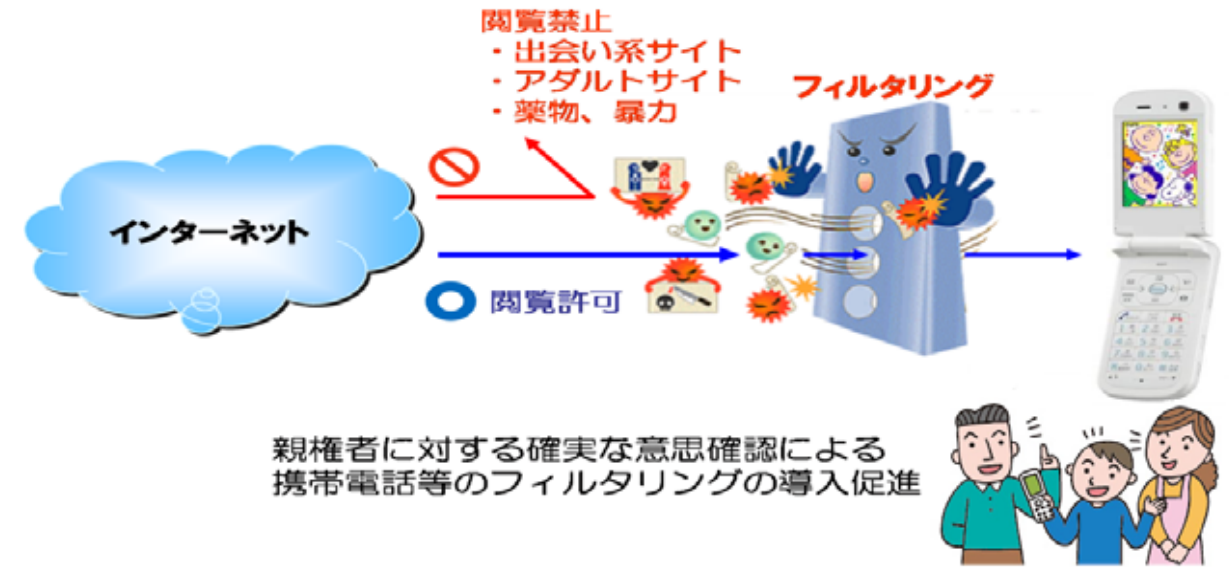 閲覧禁止
・出会い系サイト
・アダルトサイト
・薬物、暴力
フィルタリング
インターネット
閲覧許可
親権者に対する確実な意思確認による
携帯電話等のフィルタリングの導入促進